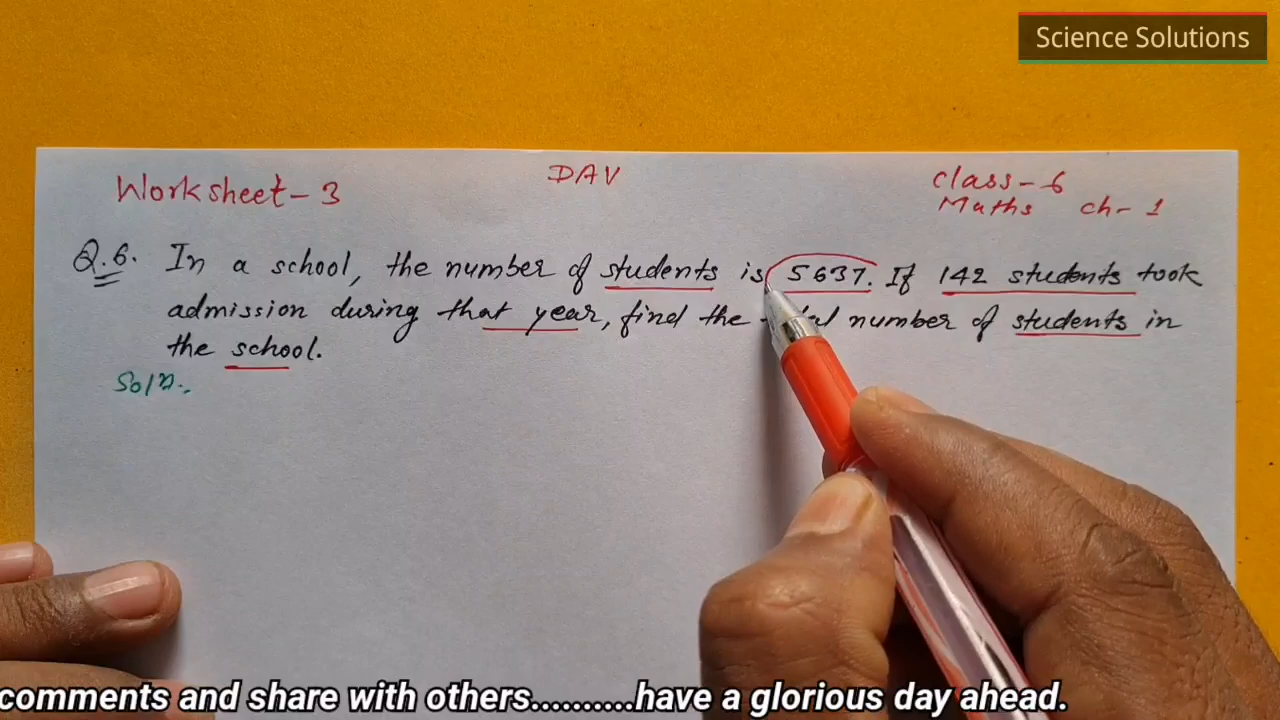 Science Solutions
Worksheet-3 DAV Class-6
Maths ch-1
Q.6. In a school, the number of students is 5637. If 142 students took
admission during that year, find the number of students in
the school.
Soln:
comments and share with others..........have a glorious day ahead.